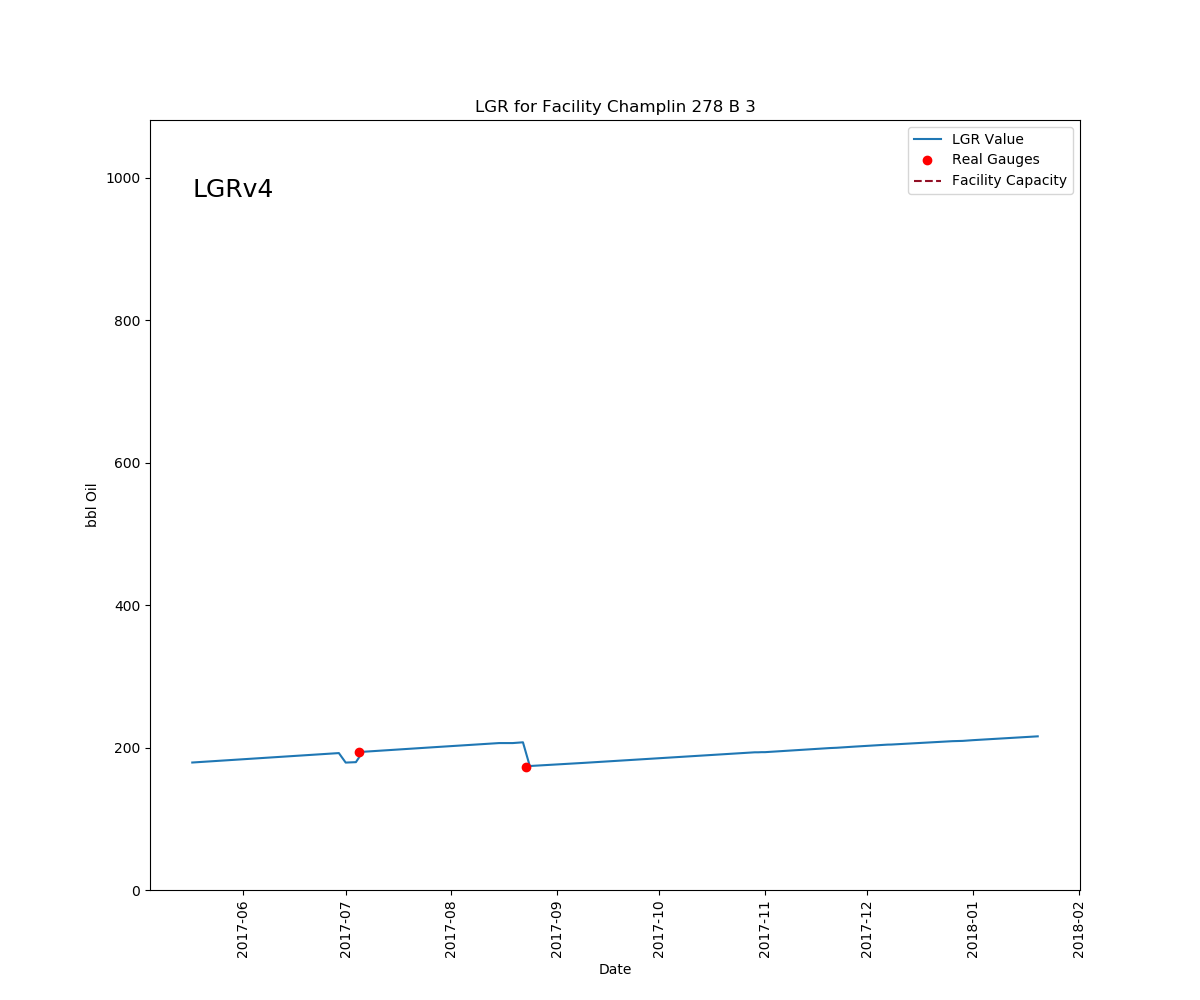 LGR for Facility Champlin 278 B 3
LGRv4
LGR Value
Real Gauges
Facility Capacity
1000
800
600
400
200
0
bbl Oil
2017-06
2017-07
2017-08
2017-09
2017-10
2017-11
2017-12
2018-01
2018-02
Date